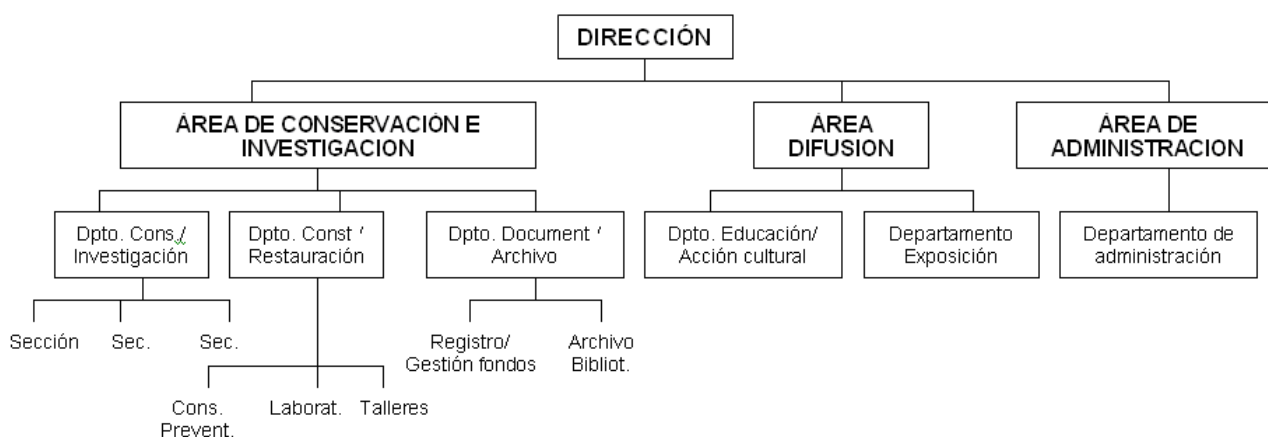 DIRECCIÓN
ÁREA DE CONSERVACIÓN E
INVESTIGACION
ÁREA
DIFUSION
ÁREA DE
ADMINISTRACION
Dpto. Cons./
Investigación
Dpto. Const /
Restauración
Dpto. Document /
Archivo
Dpto. Educación/
Acción cultural
Departamento
Exposición
Departamento de
administración
Sección
Sec.
Sec.
Registro/
Gestión fondos
Archivo
Bibliot.
Cons.
Prevent.
Laborat.
Talleres